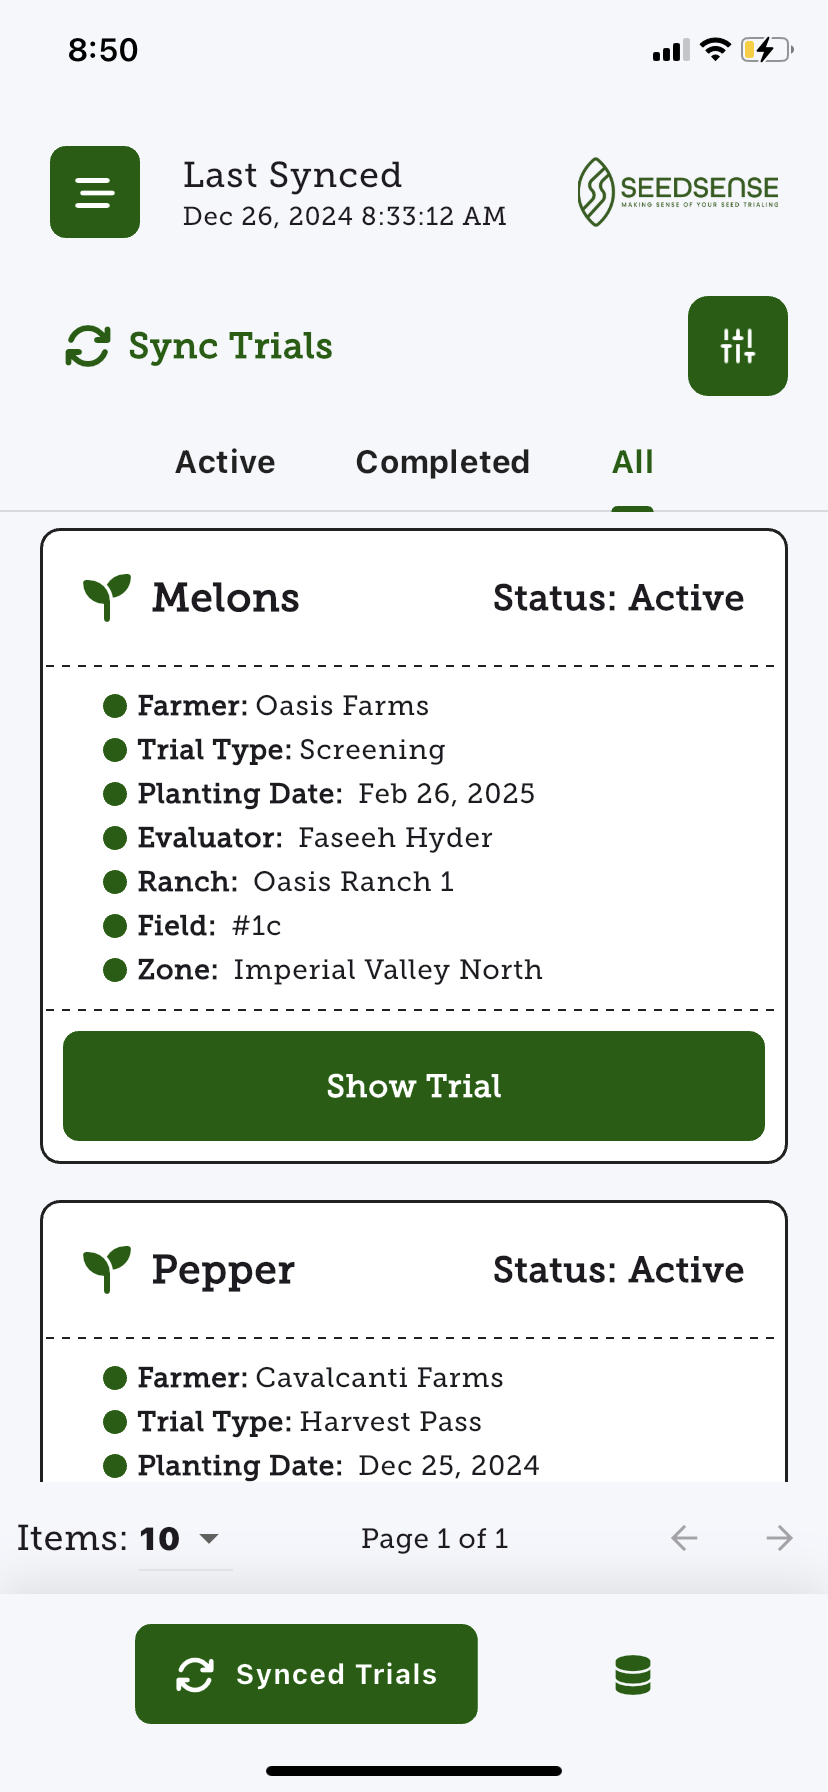 8:50
Last Synced
Dec 26, 2024 8:33:12 AM
SEEDSENSE
MAKING SENSE OF YOUR SEED TRIALING
Sync Trials
Active Completed All
Melons Status: Active
Farmer: Oasis Farms
Trial Type: Screening
Planting Date: Feb 26, 2025
Evaluator: Faseeh Hyder
Ranch: Oasis Ranch 1
Field: #1c
Zone: Imperial Valley North
Show Trial
Pepper Status: Active
Farmer: Cavalcanti Farms
Trial Type: Harvest Pass
Planting Date: Dec 25, 2024
Items: 10 Page 1 of 1
Synced Trials